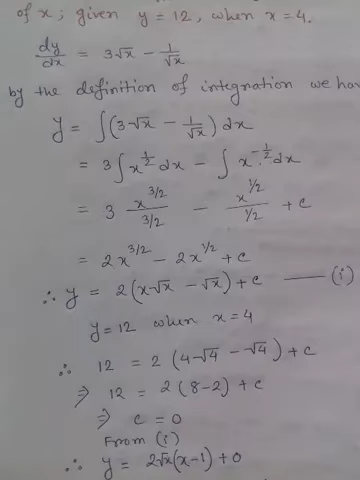 of x; given y = 12, when x = 4.
dy/dx = 3√x − 1/√x
by the definition of integration we hav
y = ∫(3√x − 1/√x) dx
= 3∫x^{1/2} dx − ∫x^{-1/2} dx
= 3 x^{3/2}/(3/2) − x^{1/2}/(1/2) + c
= 2x^{3/2} − 2x^{1/2} + c
∴ y = 2(x√x − √x) + c —— (i)
y = 12 when x = 4
∴ 12 = 2(4√4 − √4) + c
⇒ 12 = 2(8−2) + c
⇒ c = 0
From (i)
∴ y = 2√x(x−1) + 0